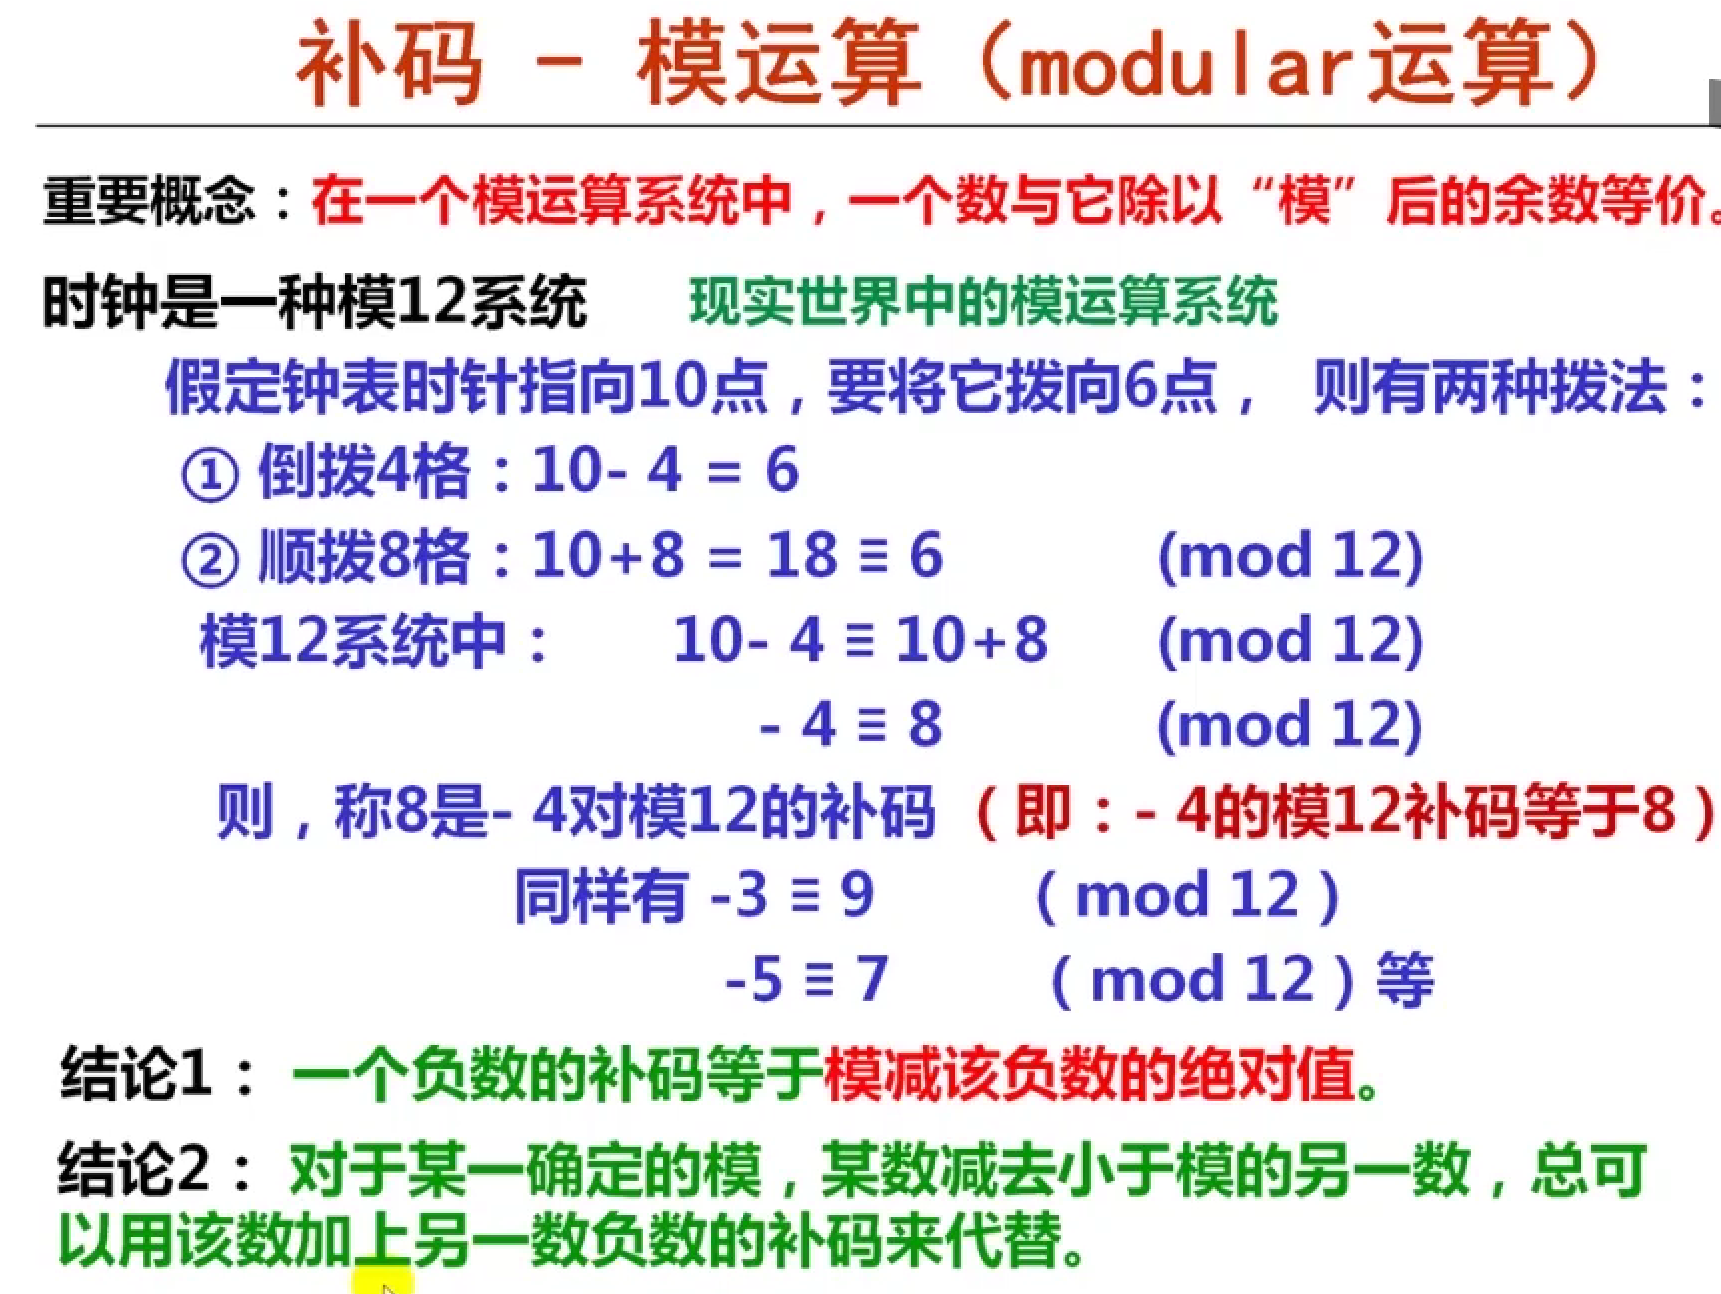 补码 - 模运算（modular运算）
重要概念：在一个模运算系统中，一个数与它除以“模”后的余数等价。
时钟是一种模12系统 现实世界中的模运算系统
假定钟表时针指向10点，要将它拨向6点， 则有两种拨法：
① 倒拨4格：10- 4 = 6
② 顺拨8格：10+8 = 18 ≡ 6 (mod 12)
模12系统中： 10- 4 ≡ 10+8 (mod 12)
- 4 ≡ 8 (mod 12)
则，称8是- 4对模12的补码（即：- 4的模12补码等于8）
同样有 -3 ≡ 9 （mod 12）
-5 ≡ 7 （mod 12）等
结论1： 一个负数的补码等于模减该负数的绝对值。
结论2： 对于某一确定的模，某数减去小于模的另一数，总可
以用该数加上另一数负数的补码来代替。